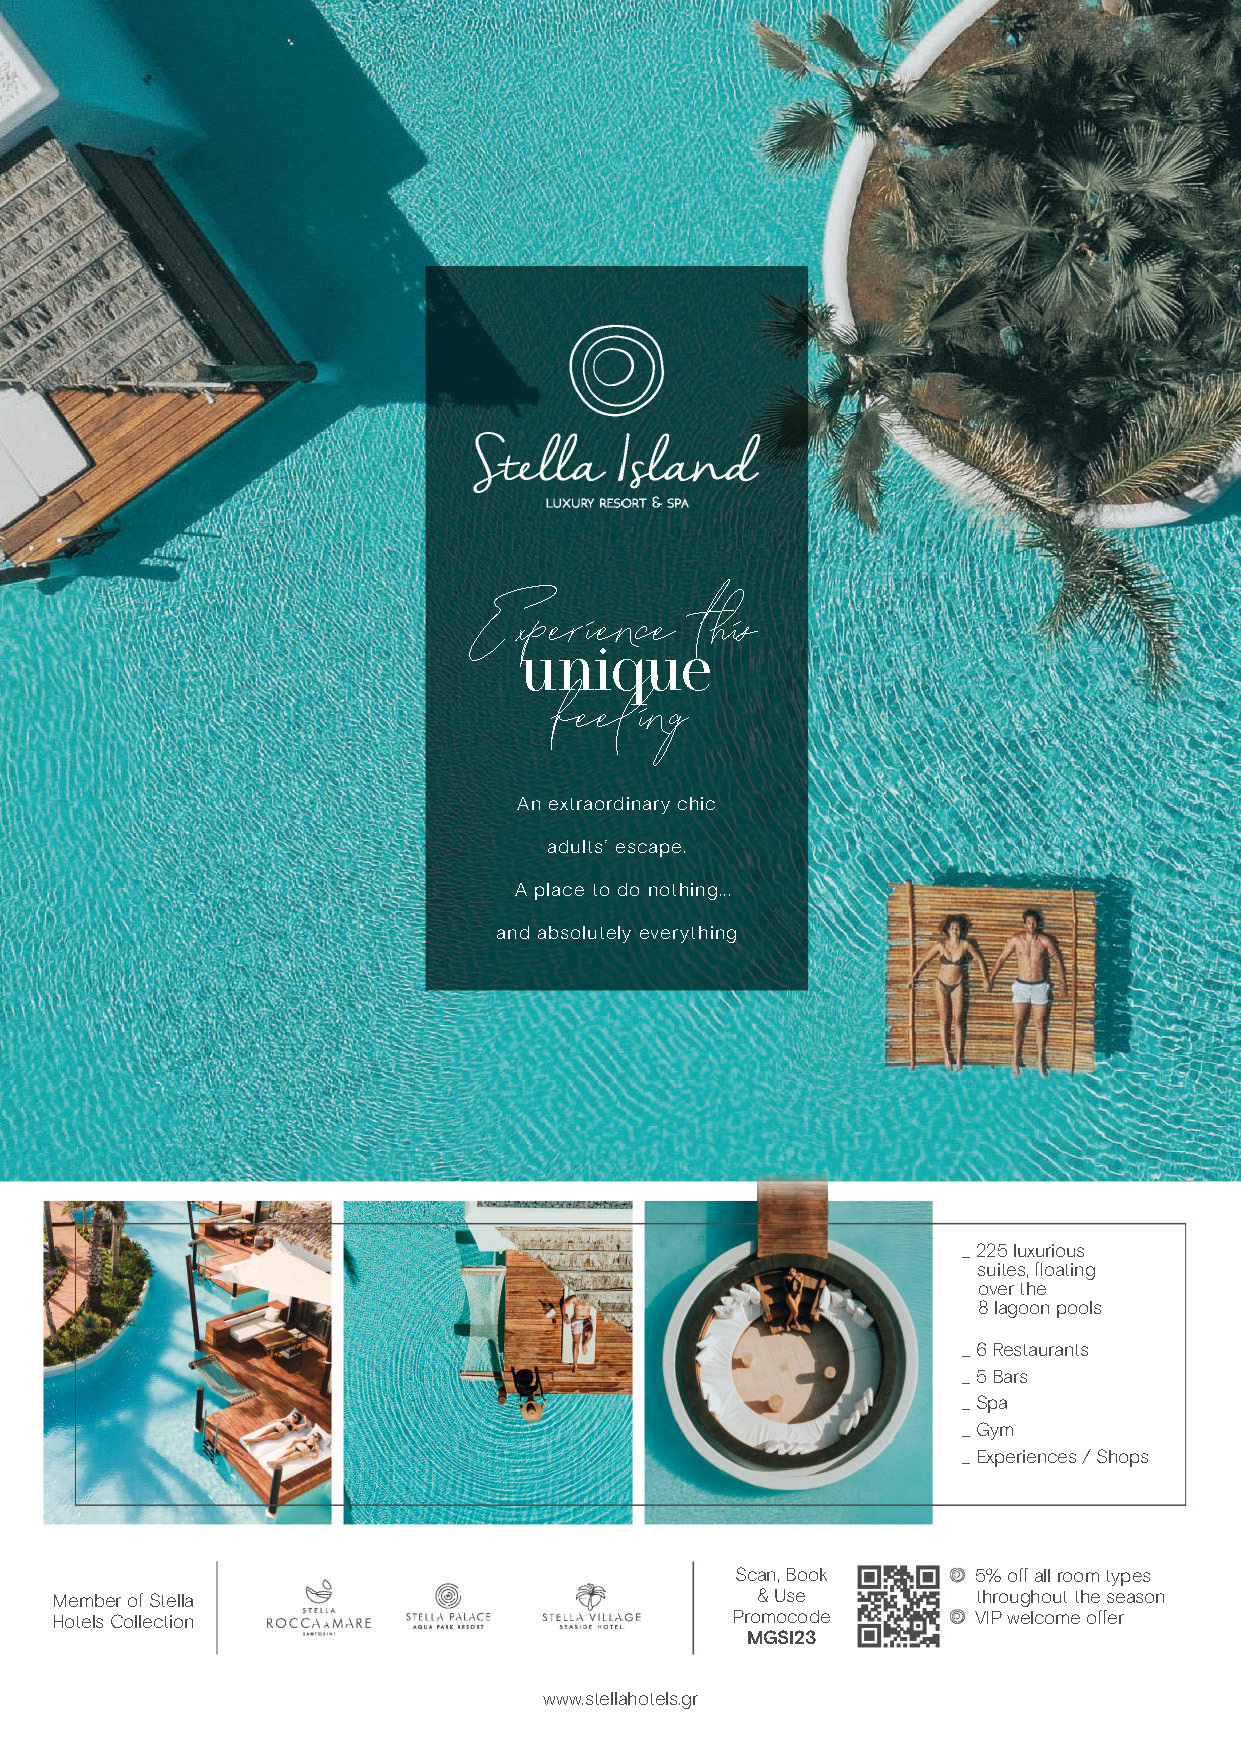 Stella Island
LUXURY RESORT & SPA
Experience this
unique
feeling
An extraordinary chic
adults' escape.
A place to do nothing...
and absolutely everything
_ 225 luxurious
suites, floating
over the
8 lagoon pools
_ 6 Restaurants
_ 5 Bars
_ Spa
_ Gym
_ Experiences / Shops
Member of Stella
Hotels Collection
STELLA
ROCCA A MARE
SANTORINI
STELLA PALACE
AQUA PARK RESORT
STELLA VILLAGE
SEASIDE HOTEL
Scan, Book
& Use
Promocode
MGSI23
5% off all room types
throughout the season
VIP welcome offer
www.stellahotels.gr